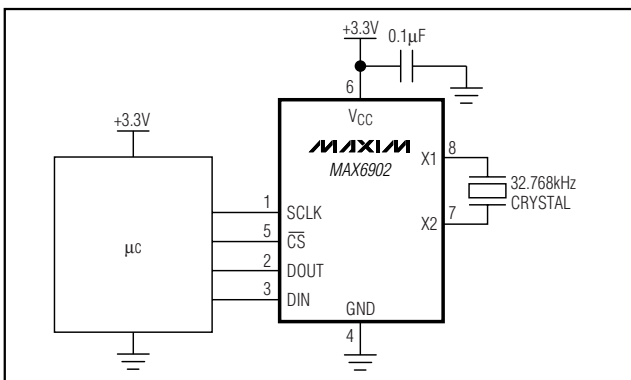 +3.3V
0.1µF
6
VCC
+3.3V
MAXIM
MAX6902
X1
8
32.768kHz
CRYSTAL
X2
7
1
SCLK
5
CS
µC
2
DOUT
3
DIN
GND
4